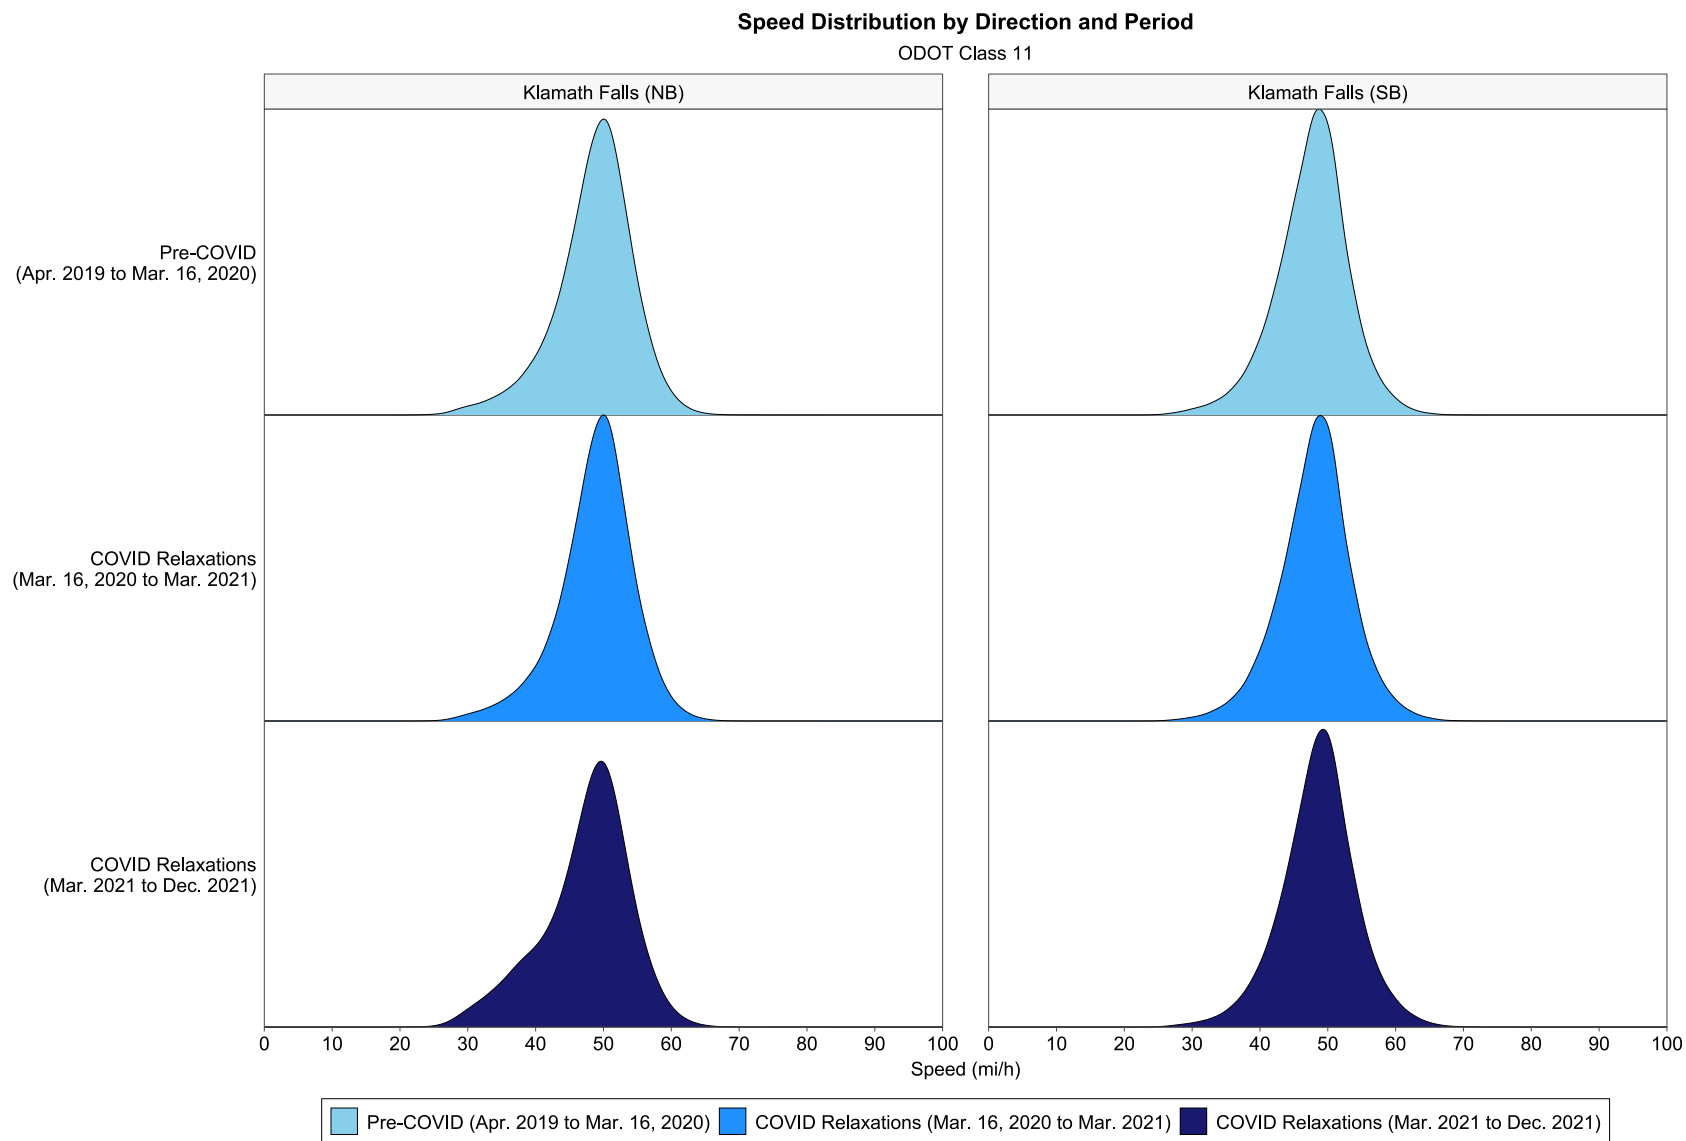 Speed Distribution by Direction and Period
ODOT Class 11
Klamath Falls (NB)
Klamath Falls (SB)
Pre-COVID
(Apr. 2019 to Mar. 16, 2020)
COVID Relaxations
(Mar. 16, 2020 to Mar. 2021)
COVID Relaxations
(Mar. 2021 to Dec. 2021)
0 10 20 30 40 50 60 70 80 90 100
0 10 20 30 40 50 60 70 80 90 100
Speed (mi/h)
Pre-COVID (Apr. 2019 to Mar. 16, 2020) COVID Relaxations (Mar. 16, 2020 to Mar. 2021) COVID Relaxations (Mar. 2021 to Dec. 2021)